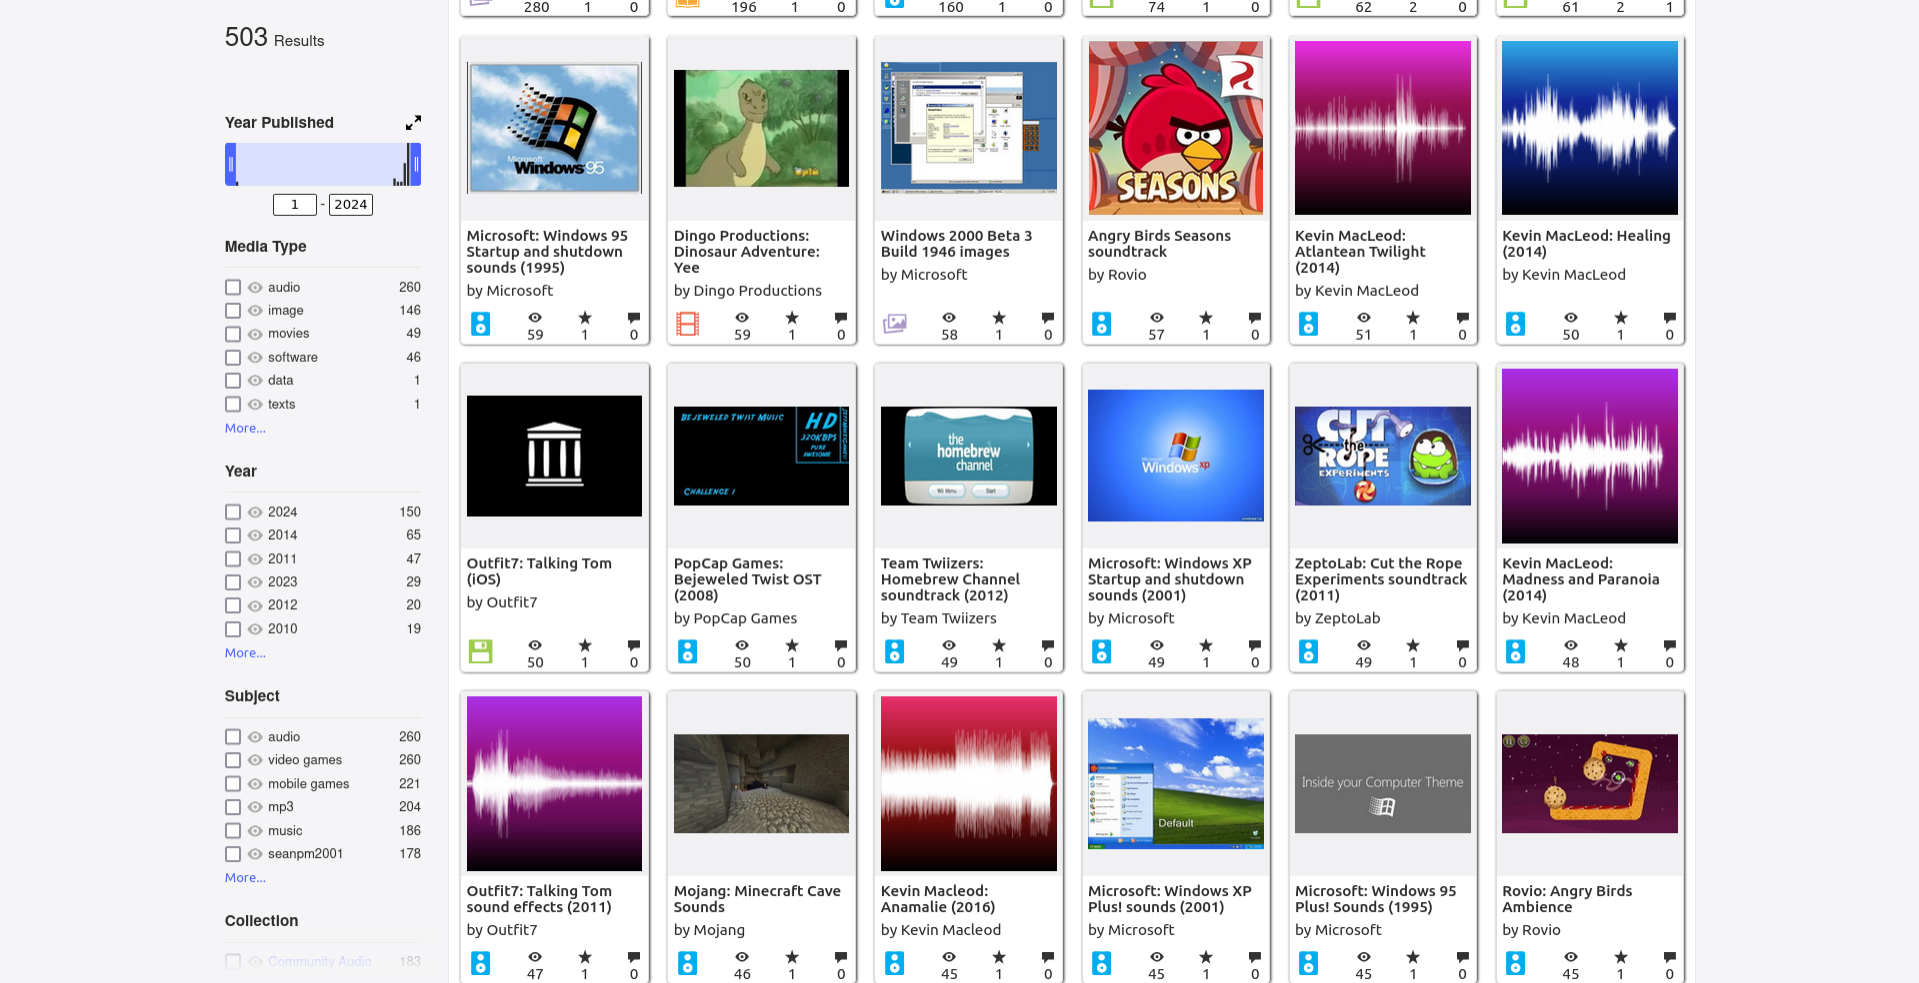 280 1 0
196 1 0
160 1 0
74 1 0
62 2 0
61 2 1
503 Results
Year Published
1 - 2024
Media Type
audio 260
image 146
movies 49
software 46
data 1
texts 1
More...
Year
2024 150
2014 65
2011 47
2023 29
2012 20
2010 19
More...
Subject
audio 260
video games 260
mobile games 221
mp3 204
music 186
seanpm2001 178
More...
Collection
Community Audio 183
Microsoft
Windows 95
Microsoft: Windows 95
Startup and shutdown
sounds (1995)
by Microsoft
59 1 0
Dingo Productions:
Dinosaur Adventure:
Yee
by Dingo Productions
59 1 0
Windows 2000 Beta 3
Build 1946 images
by Microsoft
58 1 0
SEASONS
Angry Birds Seasons
soundtrack
by Rovio
57 1 0
Kevin MacLeod:
Atlantean Twilight
(2014)
by Kevin MacLeod
51 1 0
Kevin MacLeod: Healing
(2014)
by Kevin MacLeod
50 1 0
Outfit7: Talking Tom
(iOS)
by Outfit7
50 1 0
Bejeweled Twist Music
HD
320KBPS
PURE
AWESOME
Challenge 1
PopCap Games:
Bejeweled Twist OST
(2008)
by PopCap Games
50 1 0
the
homebrew
channel
Wii Menu
Start
Team Twiizers:
Homebrew Channel
soundtrack (2012)
by Team Twiizers
49 1 0
Microsoft
Windows xp
Microsoft: Windows XP
Startup and shutdown
sounds (2001)
by Microsoft
49 1 0
CUT
the
ROPE
EXPERIMENTS
ZeptoLab: Cut the Rope
Experiments soundtrack
(2011)
by ZeptoLab
49 1 0
Kevin MacLeod:
Madness and Paranoia
(2014)
by Kevin MacLeod
48 1 0
Outfit7: Talking Tom
sound effects (2011)
by Outfit7
47 1 0
Mojang: Minecraft Cave
Sounds
by Mojang
46 1 0
Kevin Macleod:
Anamalie (2016)
by Kevin Macleod
45 1 0
Default
Microsoft: Windows XP
Plus! sounds (2001)
by Microsoft
45 1 0
Inside your Computer Theme
Microsoft: Windows 95
Plus! Sounds (1995)
by Microsoft
45 1 0
Rovio: Angry Birds
Ambience
by Rovio
45 1 0